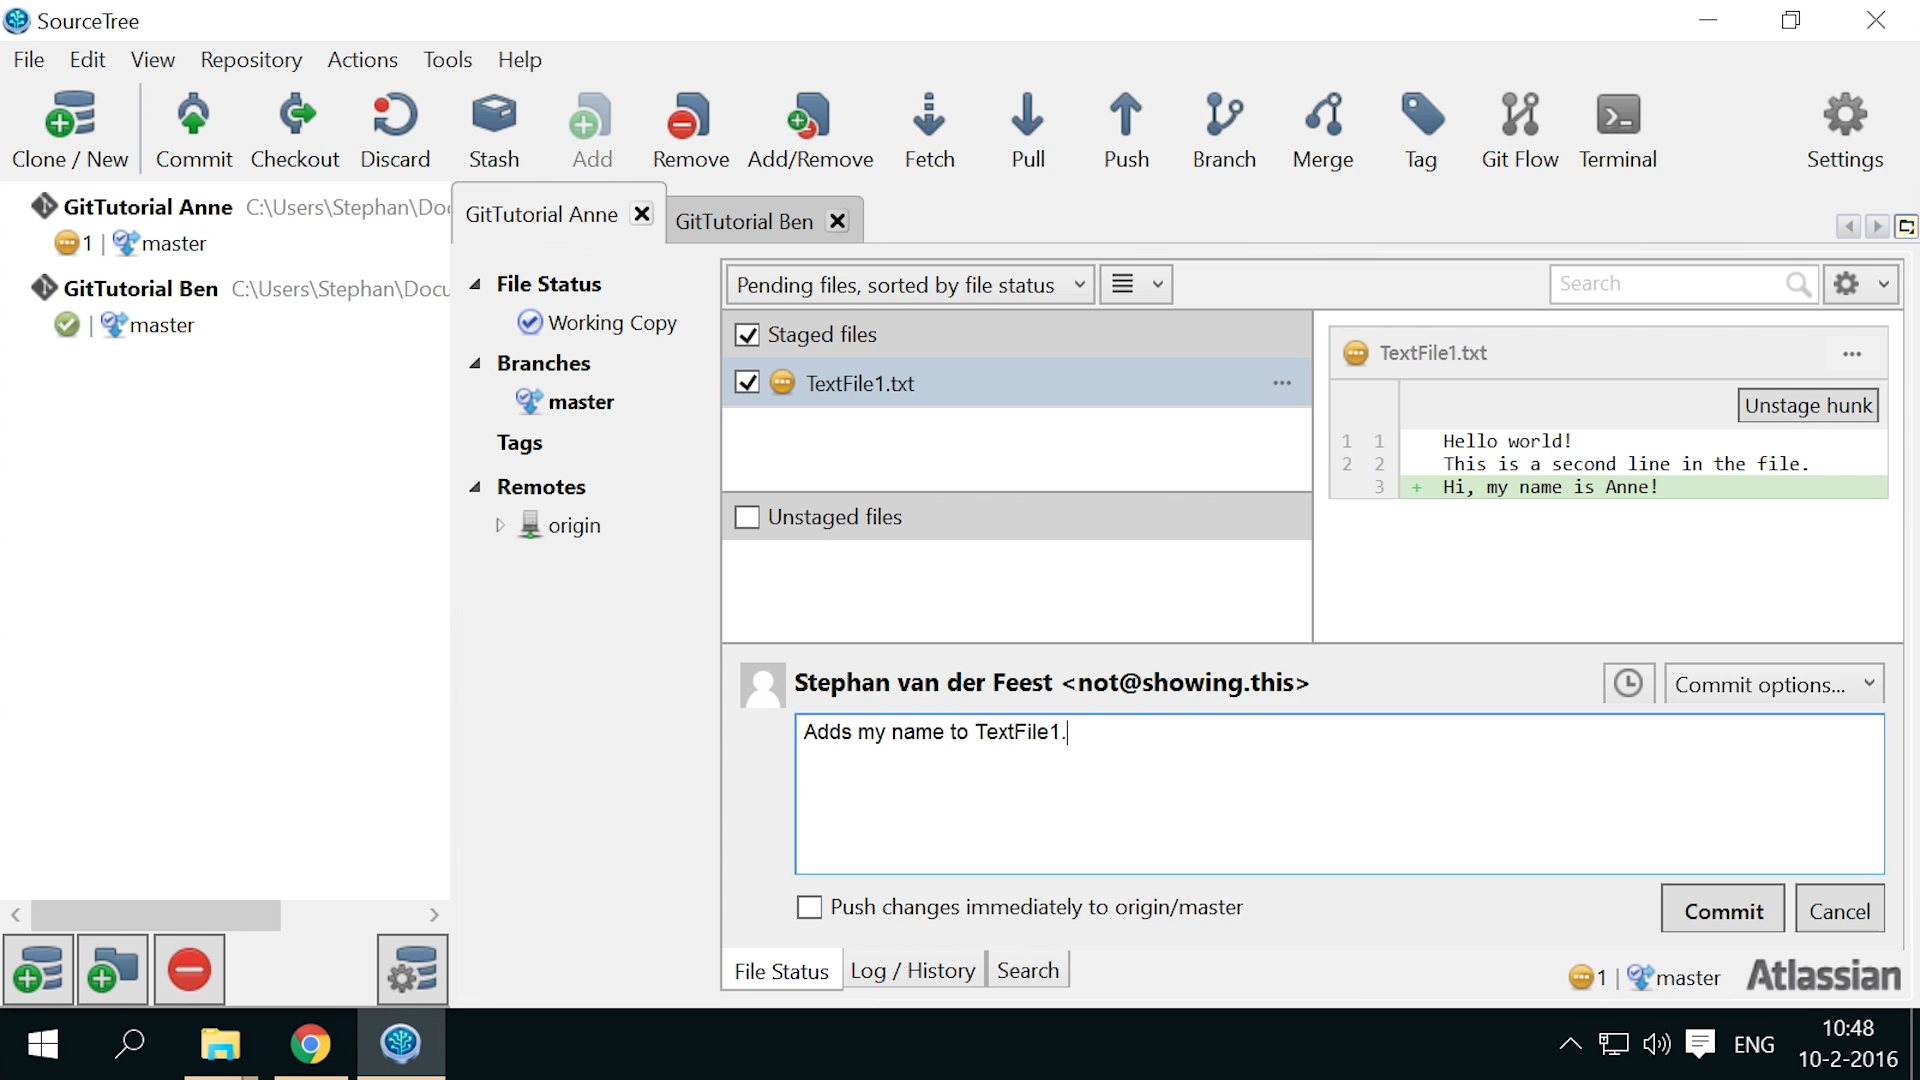 SourceTree
File Edit View Repository Actions Tools Help
Clone / New Commit Checkout Discard Stash Add Remove Add/Remove Fetch Pull Push Branch Merge Tag Git Flow Terminal Settings
GitTutorial Anne C:\Users\Stephan\Do
1 | master
GitTutorial Ben C:\Users\Stephan\Docu
| master
GitTutorial Anne GitTutorial Ben
File Status
Working Copy
Branches
master
Tags
Remotes
origin
Pending files, sorted by file status
Search
Staged files
TextFile1.txt
Unstaged files
TextFile1.txt
Unstage hunk
1 1 Hello world!
2 2 This is a second line in the file.
3 + Hi, my name is Anne!
Stephan van der Feest <not@showing.this>
Commit options...
Adds my name to TextFile1.
Push changes immediately to origin/master
Commit Cancel
File Status Log / History Search
1 | master Atlassian
ENG
10:48
10-2-2016